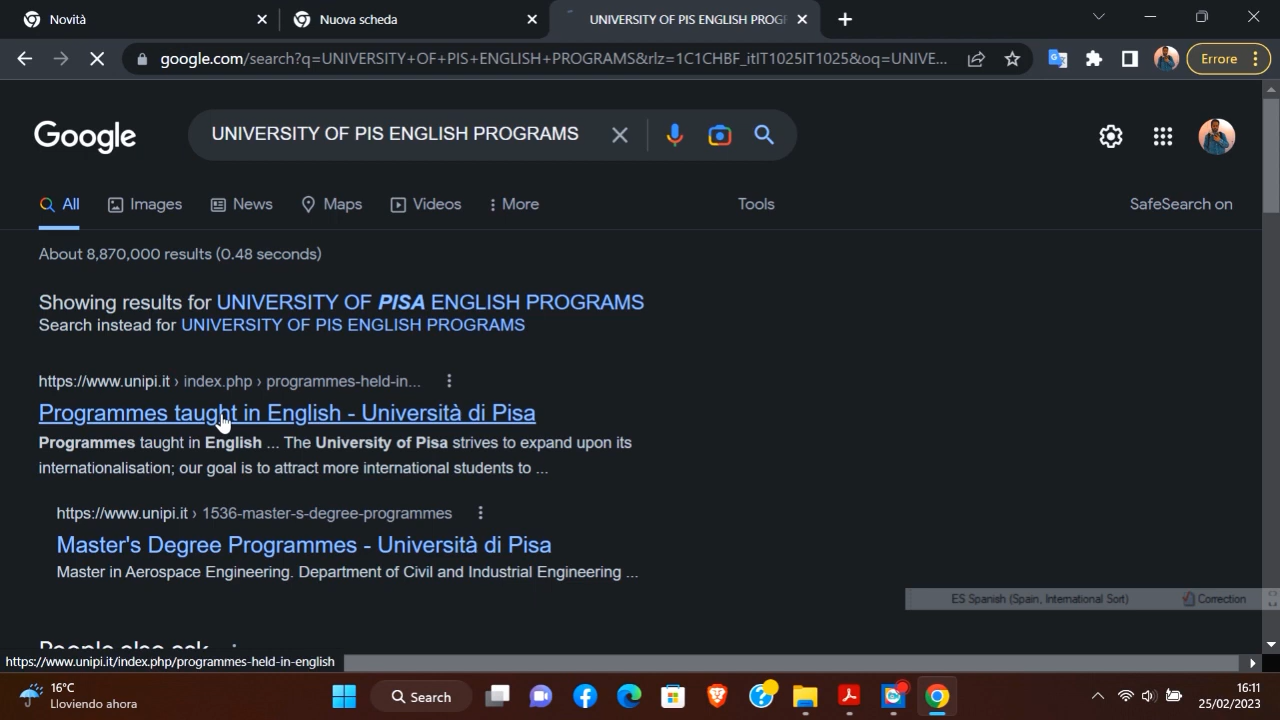 Novità
Nuova scheda
UNIVERSITY OF PIS ENGLISH PROGR
google.com/search?q=UNIVERSITY+OF+PIS+ENGLISH+PROGRAMS&rlz=1C1CHBF_itIT1025IT1025&oq=UNIVE...
Errore
Google
UNIVERSITY OF PIS ENGLISH PROGRAMS
All
Images
News
Maps
Videos
More
Tools
SafeSearch on
About 8,870,000 results (0.48 seconds)
Showing results for UNIVERSITY OF PISA ENGLISH PROGRAMS
Search instead for UNIVERSITY OF PIS ENGLISH PROGRAMS
https://www.unipi.it › index.php › programmes-held-in...
Programmes taught in English - Università di Pisa
Programmes taught in English ... The University of Pisa strives to expand upon its
internationalisation; our goal is to attract more international students to ...
https://www.unipi.it › 1536-master-s-degree-programmes
Master's Degree Programmes - Università di Pisa
Master in Aerospace Engineering. Department of Civil and Industrial Engineering ...
ES Spanish (Spain, International Sort)
Correction
People also ask
https://www.unipi.it/index.php/programmes-held-in-english
16°C
Lloviendo ahora
Search
16:11
25/02/2023